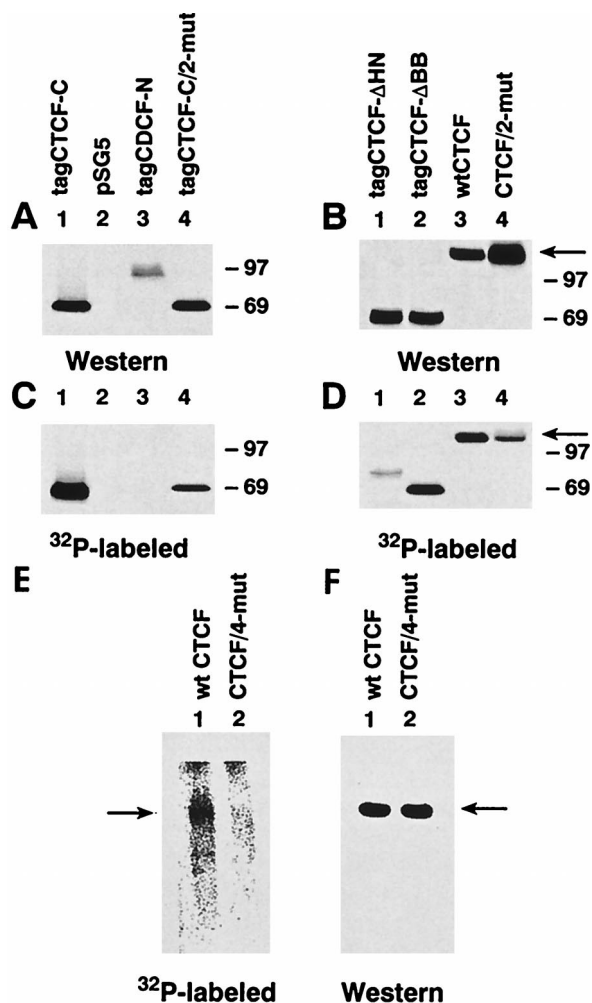 tagCTCF-C
pSG5
tagCDCF-N
tagCTCF-C/2-mut
A 1 2 3 4
– 97
– 69
Western
tagCTCF-ΔHN
tagCTCF-ΔBB
wtCTCF
CTCF/2-mut
B 1 2 3 4
– 97
– 69
Western
C 1 2 3 4
– 97
– 69
³²P-labeled
D 1 2 3 4
– 97
– 69
³²P-labeled
E
wt CTCF
CTCF/4-mut
1 2
³²P-labeled
F
wt CTCF
CTCF/4-mut
1 2
Western